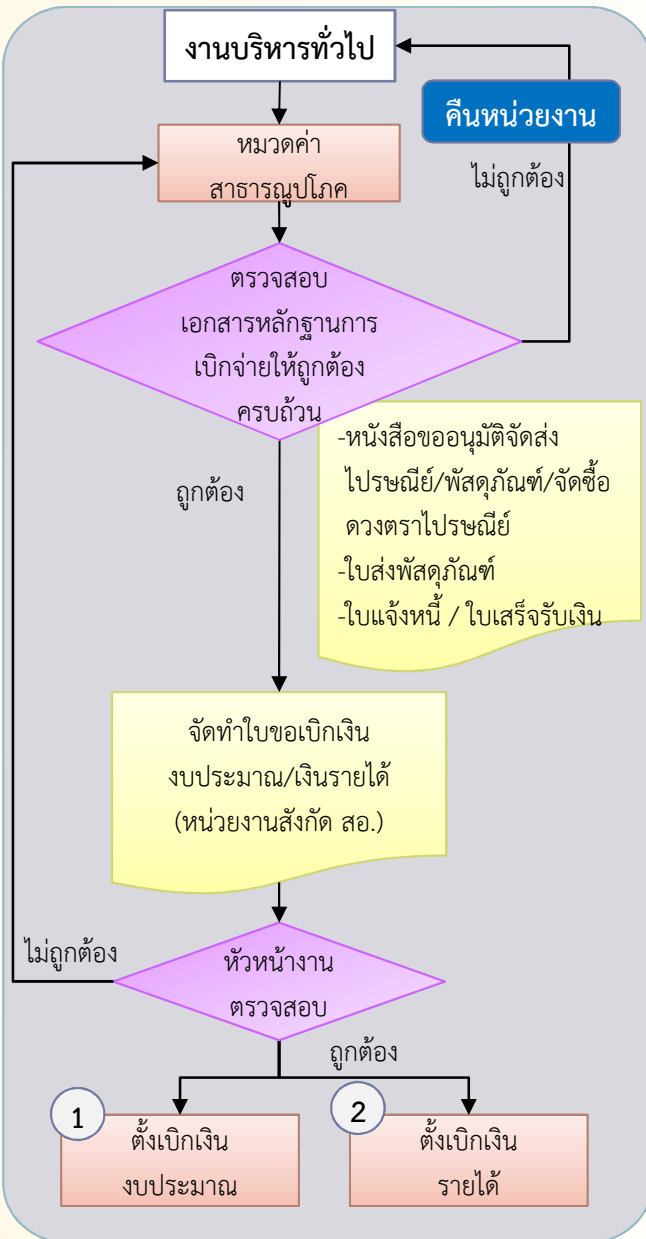 งานบริหารทั่วไป
คืนหน่วยงาน
หมวดค่า
สาธารณูปโภค
ไม่ถูกต้อง
ตรวจสอบ
เอกสารหลักฐานการ
เบิกจ่ายให้ถูกต้อง
ครบถ้วน
-หนังสือขออนุมัติจัดส่ง
ไปรษณีย์/พัสดุภัณฑ์/จัดซื้อ
ดวงตราไปรษณีย์
-ใบส่งพัสดุภัณฑ์
-ใบแจ้งหนี้ / ใบเสร็จรับเงิน
ถูกต้อง
จัดทำใบขอเบิกเงิน
งบประมาณ/เงินรายได้
(หน่วยงานสังกัด สอ.)
ไม่ถูกต้อง
หัวหน้างาน
ตรวจสอบ
ถูกต้อง
1
ตั้งเบิกเงิน
งบประมาณ
2
ตั้งเบิกเงิน
รายได้